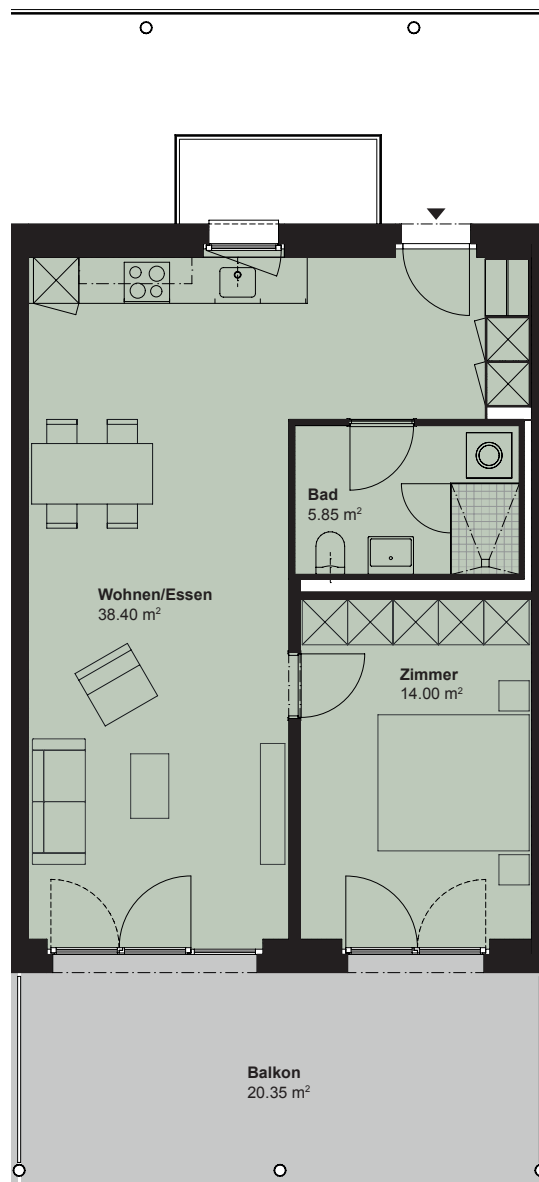 Bad
5.85 m²
Wohnen/Essen
38.40 m²
Zimmer
14.00 m²
Balkon
20.35 m²